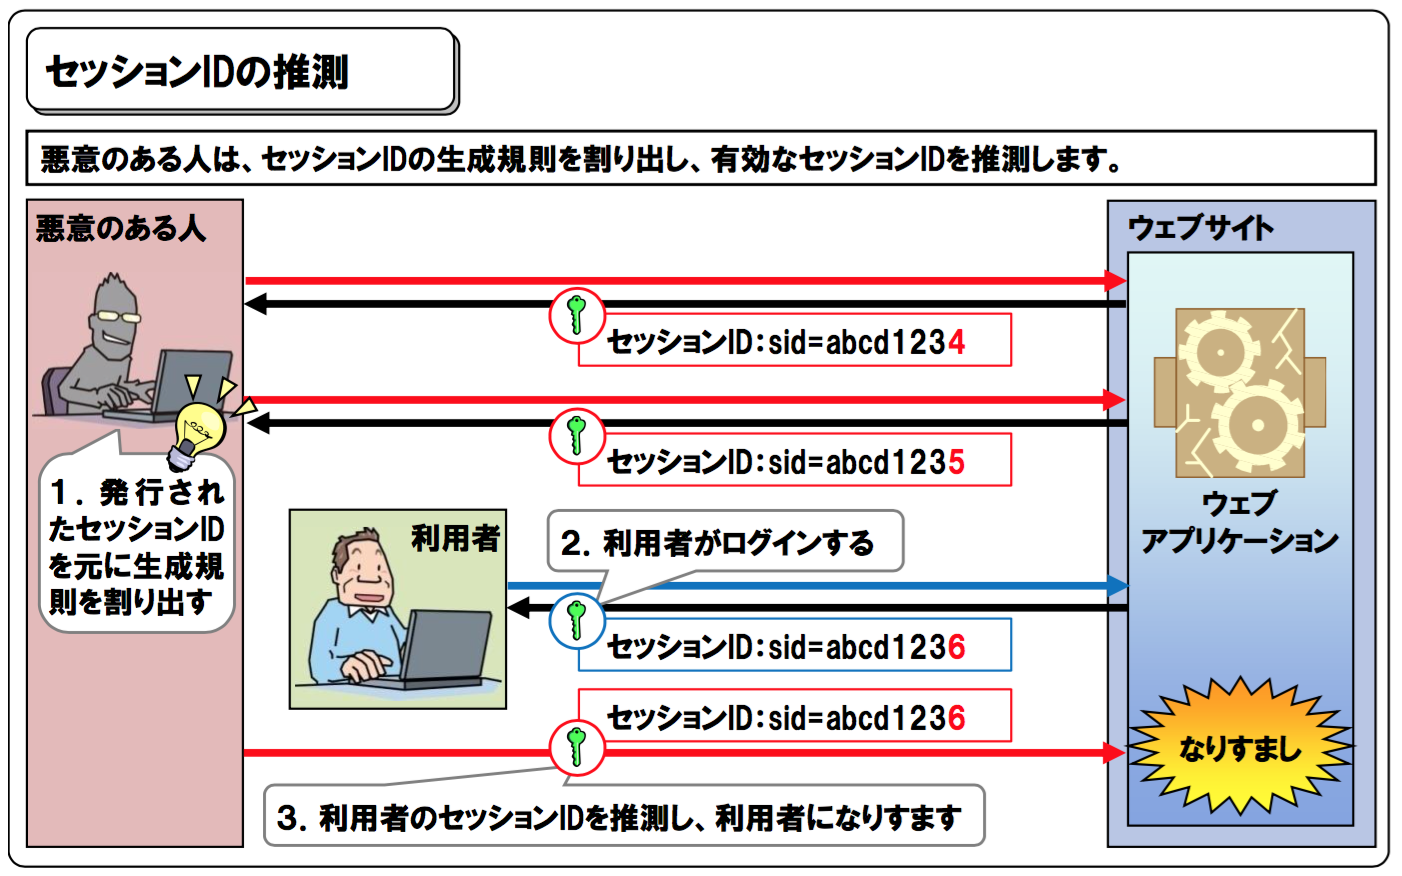 セッションIDの推測
悪意のある人は、セッションIDの生成規則を割り出し、有効なセッションIDを推測します。
悪意のある人
ウェブサイト
セッションID:sid=abcd1234
セッションID:sid=abcd1235
1. 発行され
たセッションID
を元に生成規
則を割り出す
ウェブ
アプリケーション
利用者
2. 利用者がログインする
セッションID:sid=abcd1236
セッションID:sid=abcd1236
なりすまし
3. 利用者のセッションIDを推測し、利用者になりすます